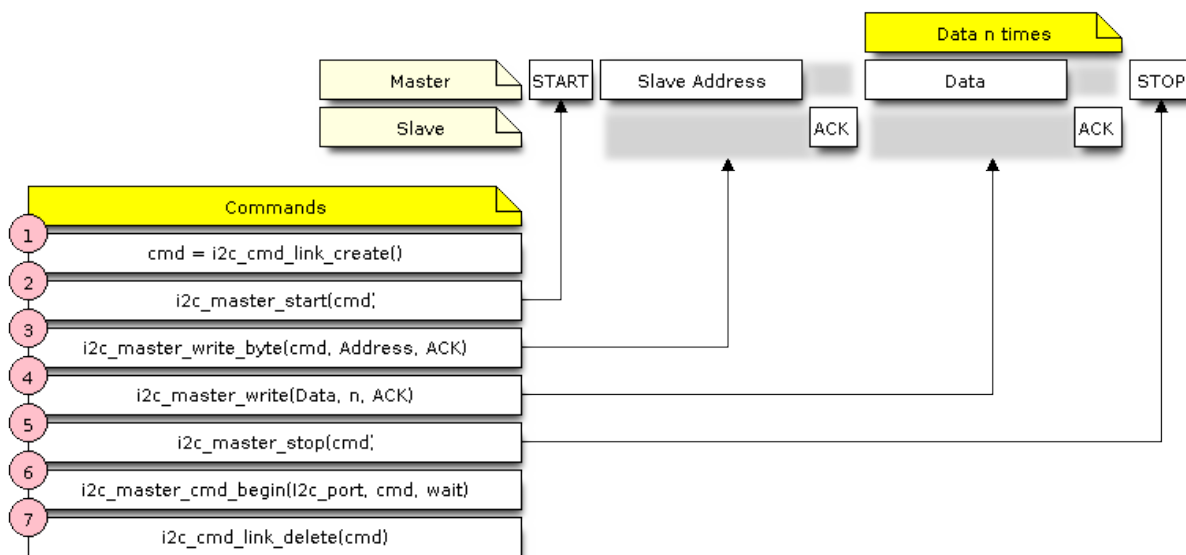 Data n times
Master START Slave Address Data STOP
Slave ACK ACK
Commands
1
cmd = i2c_cmd_link_create()
2
i2c_master_start(cmd)
3
i2c_master_write_byte(cmd, Address, ACK)
4
i2c_master_write(Data, n, ACK)
5
i2c_master_stop(cmd)
6
i2c_master_cmd_begin(I2c_port, cmd, wait)
7
i2c_cmd_link_delete(cmd)